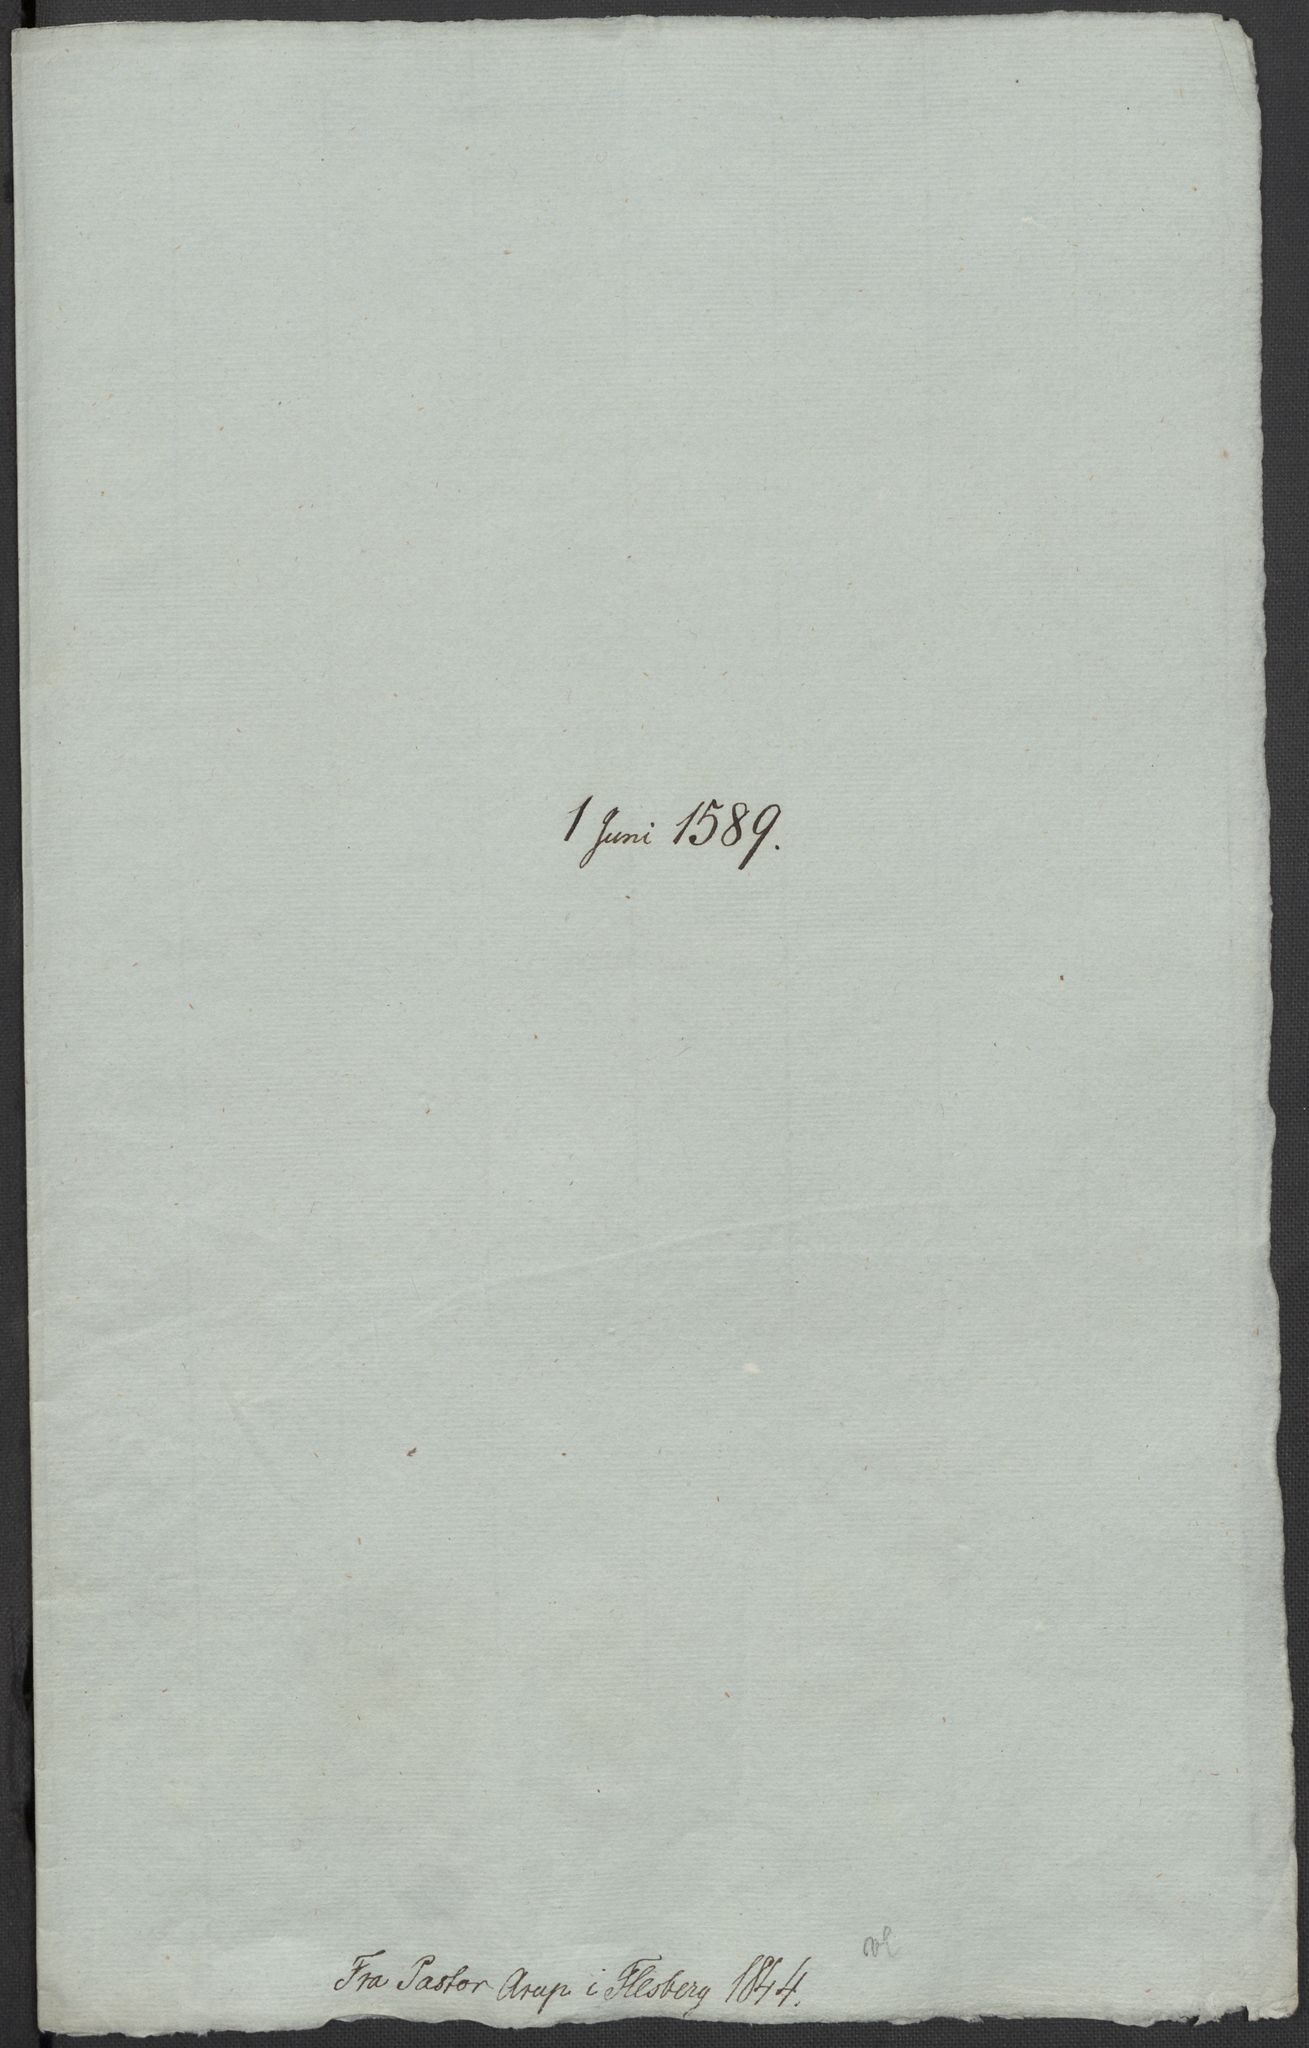 1 Juni 1589.
Fra Pastor Arup i Flesberg 1844.